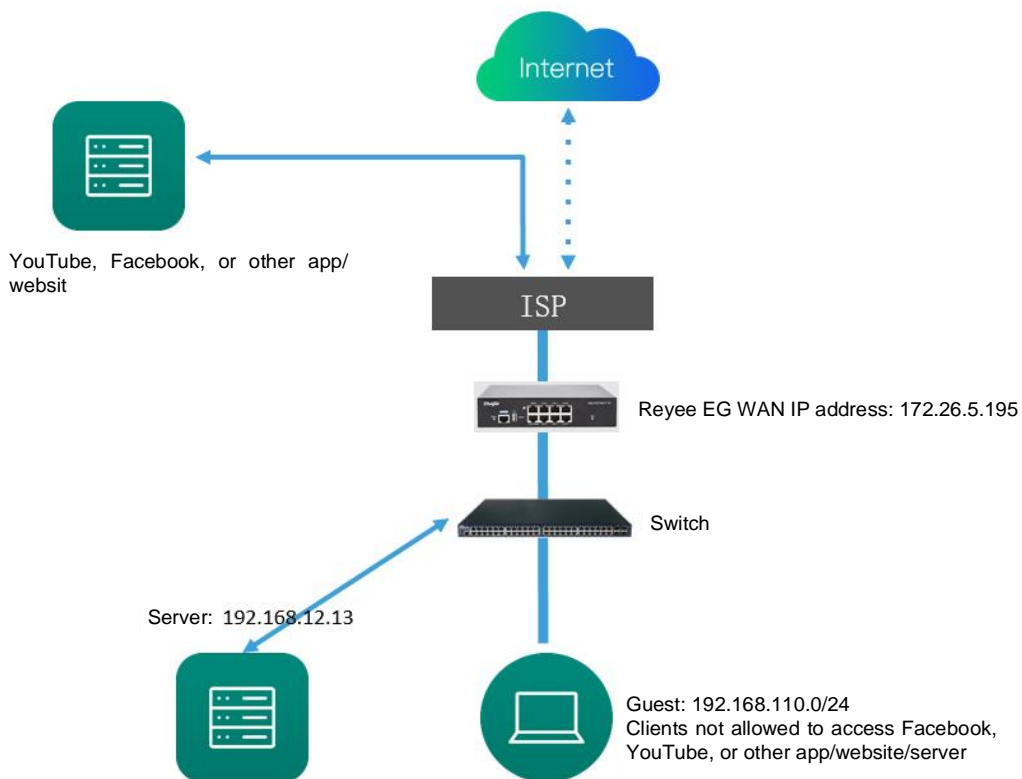 Internet
YouTube, Facebook, or other app/
websit
ISP
Reyee EG WAN IP address: 172.26.5.195
Switch
Server: 192.168.12.13
Guest: 192.168.110.0/24
Clients not allowed to access Facebook,
YouTube, or other app/website/server